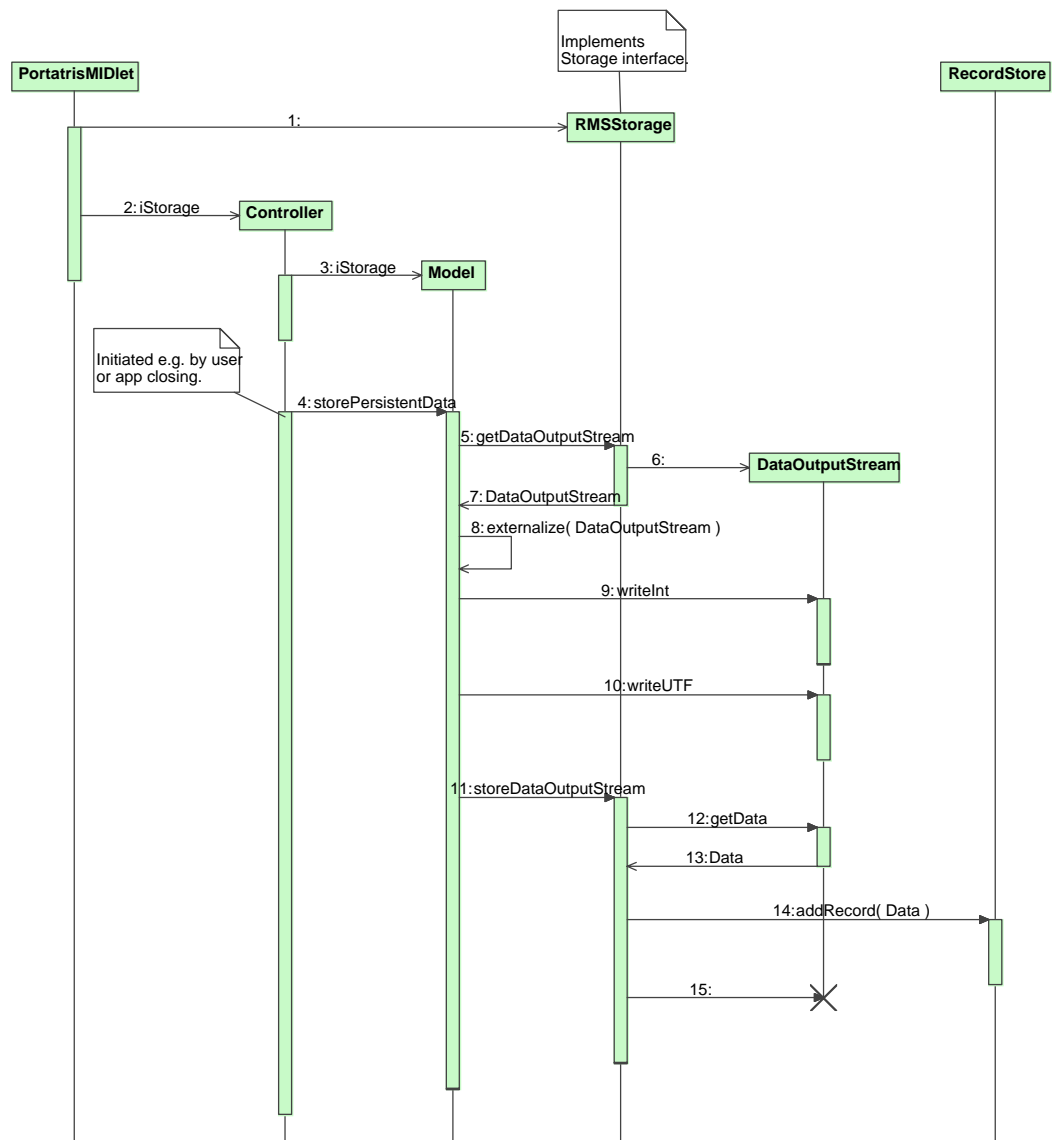 Implements
Storage interface.
PortatrisMIDlet
RecordStore
1:
RMSStorage
2: iStorage
Controller
3: iStorage
Model
Initiated e.g. by user
or app closing.
4: storePersistentData
5: getDataOutputStream
6:
DataOutputStream
7: DataOutputStream
8: externalize( DataOutputStream )
9: writeInt
10: writeUTF
11: storeDataOutputStream
12: getData
13: Data
14: addRecord( Data )
15: